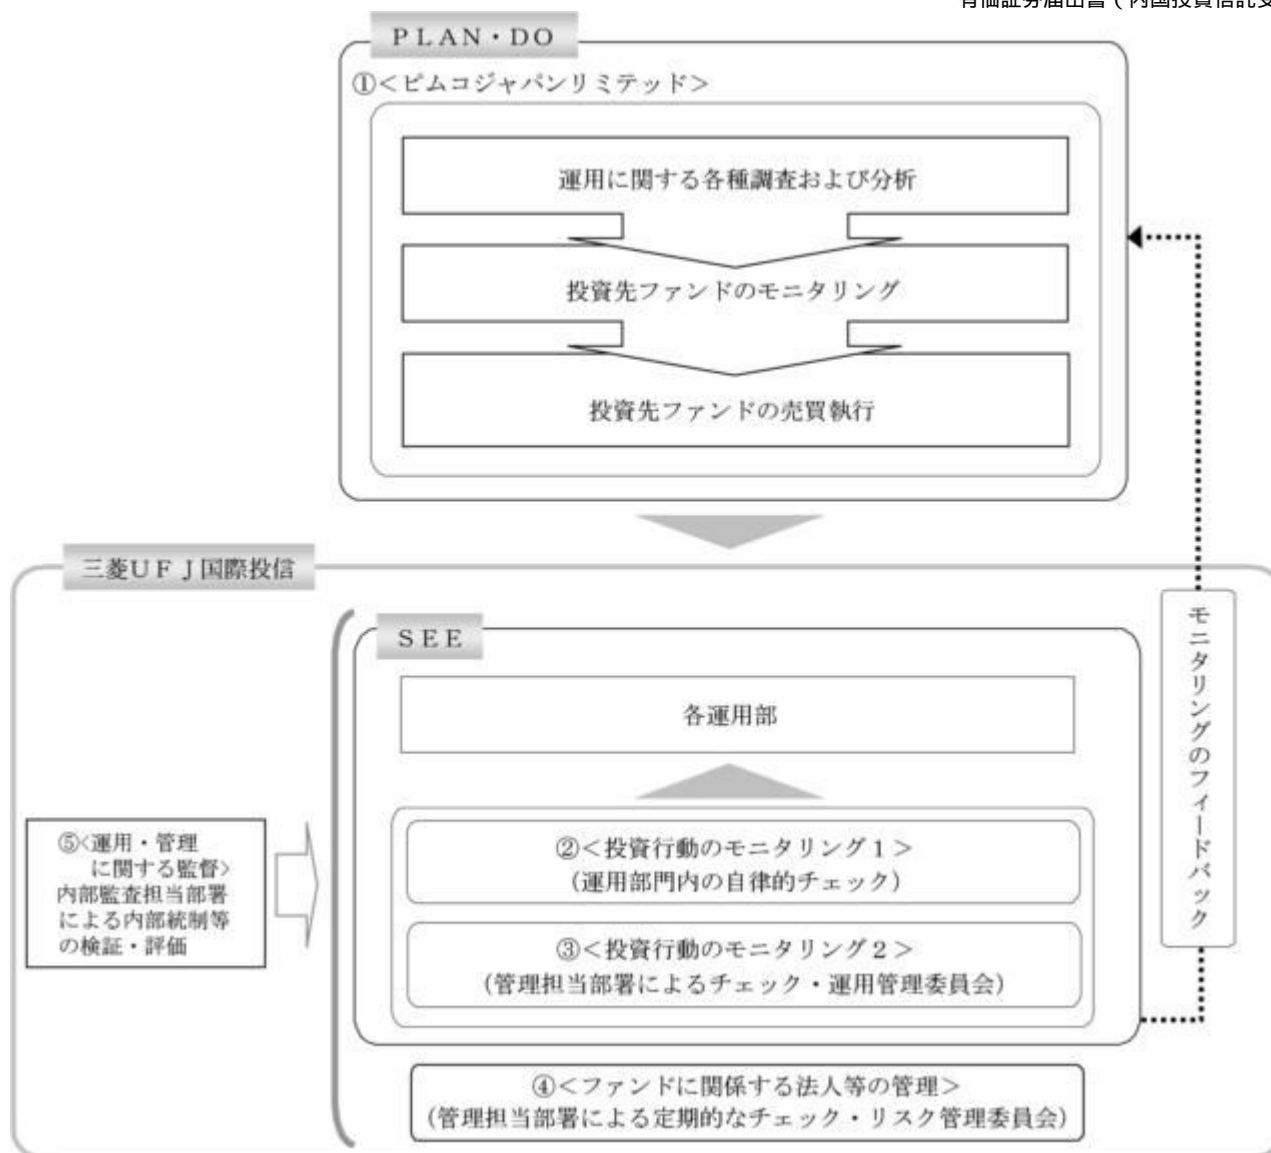 有価証券届出書（内国投資信託受
ＰＬＡＮ・ＤＯ
①＜ピムコジャパンリミテッド＞
運用に関する各種調査および分析
投資先ファンドのモニタリング
投資先ファンドの売買執行
三菱ＵＦＪ国際投信
ＳＥＥ
各運用部
②＜投資行動のモニタリング１＞
（運用部門内の自律的チェック）
③＜投資行動のモニタリング２＞
（管理担当部署によるチェック・運用管理委員会）
④＜ファンドに関係する法人等の管理＞
（管理担当部署による定期的なチェック・リスク管理委員会）
⑤<運用・管理
に関する監督>
内部監査担当部署
による内部統制等
の検証・評価
モニタリングのフィードバック